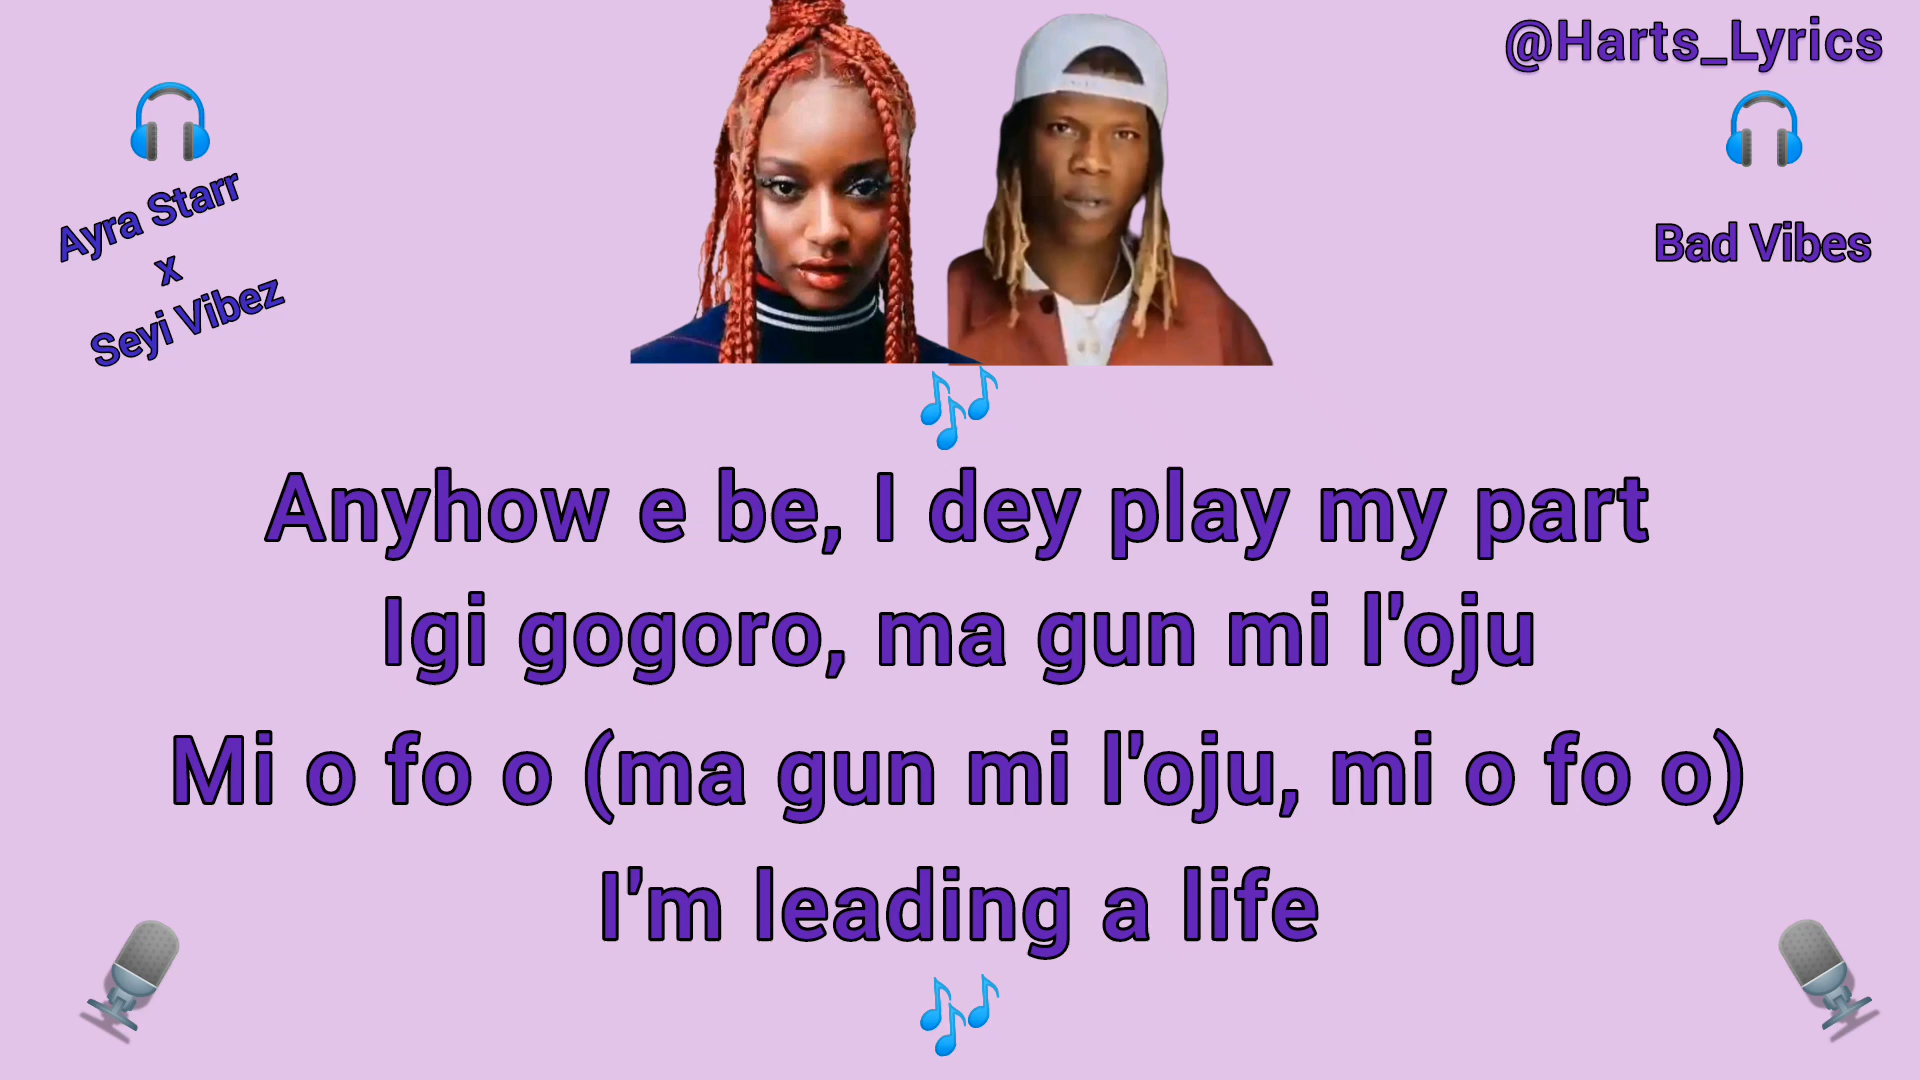 @Harts_Lyrics
Ayra Starr
x
Seyi Vibez
Bad Vibes
Anyhow e be, I dey play my part
Igi gogoro, ma gun mi l'oju
Mi o fo o (ma gun mi l'oju, mi o fo o)
I'm leading a life